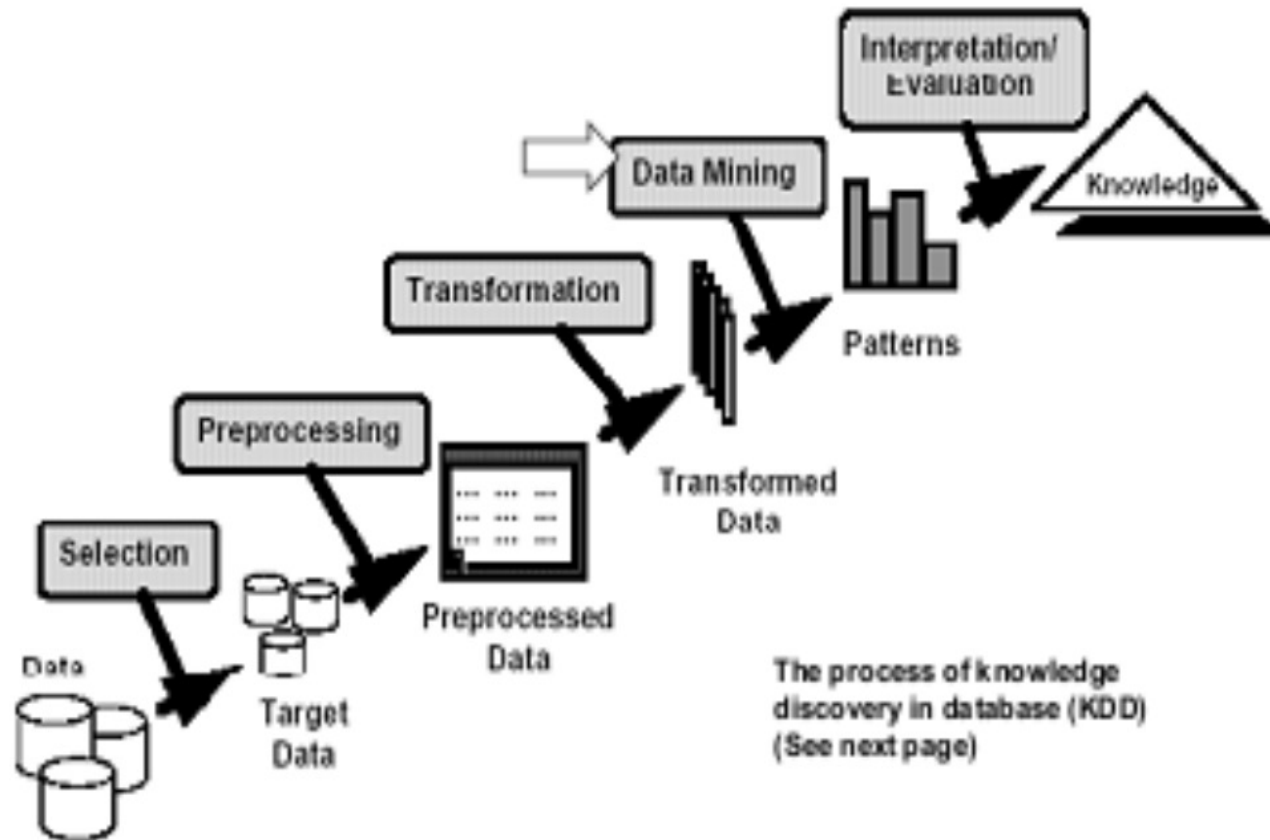 Interpretation/
Evaluation
Data Mining
Knowledge
Transformation
Patterns
Preprocessing
Transformed
Data
Selection
Preprocessed
Data
Data
Target
Data
The process of knowledge
discovery in database (KDD)
(See next page)